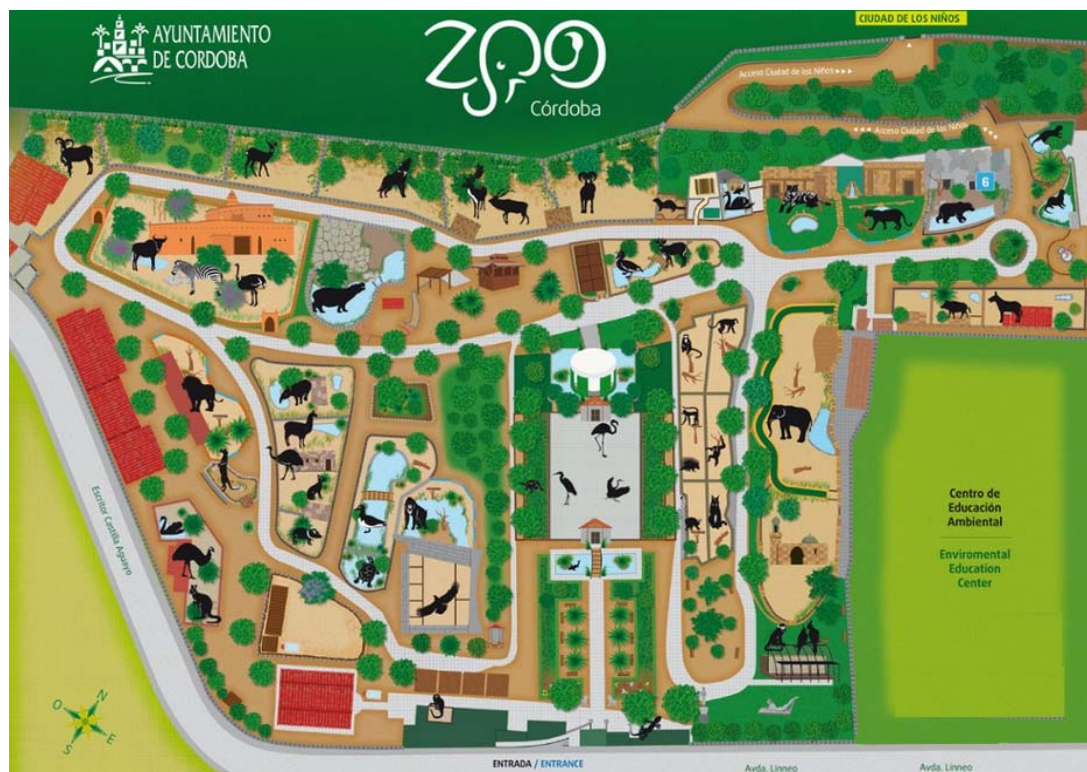 CIUDAD DE LOS NIÑOS
AYUNTAMIENTO
DE CORDOBA
ZOO
Córdoba
Acceso Ciudad de los Niños
Acceso Ciudad de los Niños
6
Escritor Castilla Aguayo
Centro de
Educación
Ambiental
Enviromental
Education
Center
N
O
E
S
ENTRADA / ENTRANCE
Avda. Linneo
Avda. Linneo